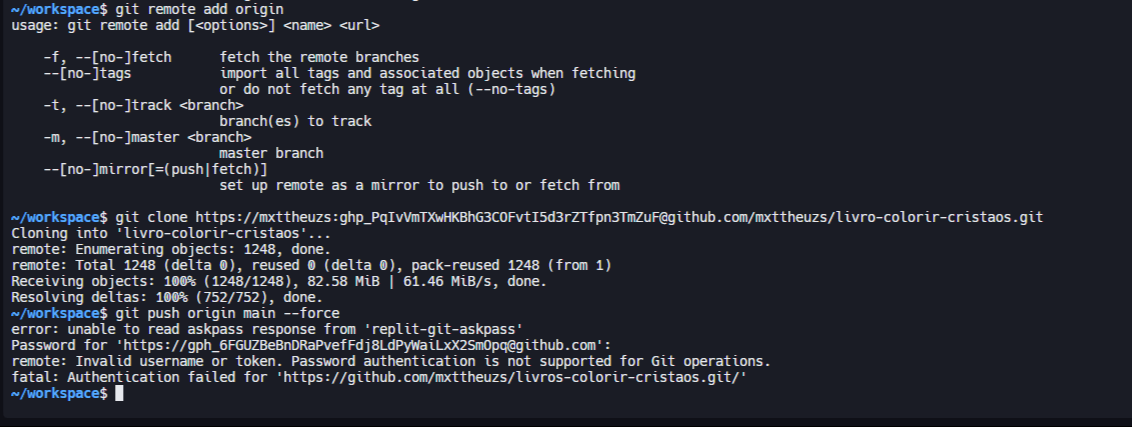 ~/workspace$ git remote add origin
usage: git remote add [<options>] <name> <url>
-f, --[no-]fetch fetch the remote branches
--[no-]tags import all tags and associated objects when fetching
or do not fetch any tag at all (--no-tags)
-t, --[no-]track <branch>
branch(es) to track
-m, --[no-]master <branch>
master branch
--[no-]mirror[=(push|fetch)]
set up remote as a mirror to push to or fetch from
~/workspace$ git clone https://mxttheuzs: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@github.com/mxttheuzs/livro-colorir-cristaos.git
Cloning into 'livro-colorir-cristaos'...
remote: Enumerating objects: 1248, done.
remote: Total 1248 (delta 0), reused 0 (delta 0), pack-reused 1248 (from 1)
Receiving objects: 100% (1248/1248), 82.58 MiB | 61.46 MiB/s, done.
Resolving deltas: 100% (752/752), done.
~/workspace$ git push origin main --force
error: unable to read askpass response from 'replit-git-askpass'
Password for 'https://gph_6FGUZBeBnDRaPvefFdj8LdPyWaiLxX2SmOpq@github.com':
remote: Invalid username or token. Password authentication is not supported for Git operations.
fatal: Authentication failed for 'https://github.com/mxttheuzs/livros-colorir-cristaos.git/'
~/workspace$